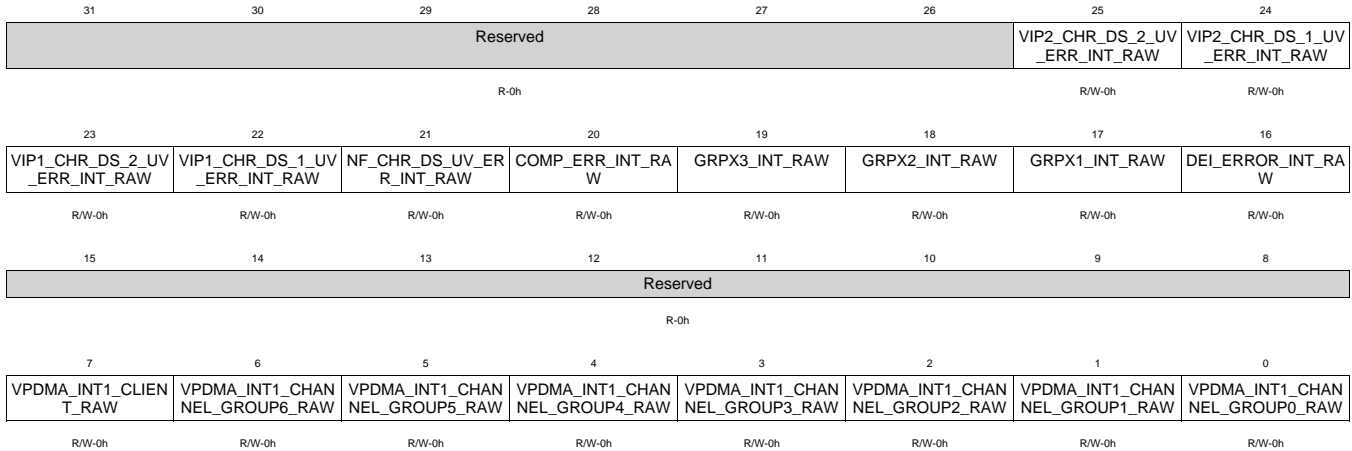 31 30 29 28 27 26 25 24
Reserved VIP2_CHR_DS_2_UV VIP2_CHR_DS_1_UV
_ERR_INT_RAW _ERR_INT_RAW
R-0h R/W-0h R/W-0h
23 22 21 20 19 18 17 16
VIP1_CHR_DS_2_UV VIP1_CHR_DS_1_UV NF_CHR_DS_UV_ER COMP_ERR_INT_RA GRPX3_INT_RAW GRPX2_INT_RAW GRPX1_INT_RAW DEI_ERROR_INT_RA
_ERR_INT_RAW _ERR_INT_RAW R_INT_RAW W W
R/W-0h R/W-0h R/W-0h R/W-0h R/W-0h R/W-0h R/W-0h R/W-0h
15 14 13 12 11 10 9 8
Reserved
R-0h
7 6 5 4 3 2 1 0
VPDMA_INT1_CLIEN VPDMA_INT1_CHAN VPDMA_INT1_CHAN VPDMA_INT1_CHAN VPDMA_INT1_CHAN VPDMA_INT1_CHAN VPDMA_INT1_CHAN VPDMA_INT1_CHAN
T_RAW NEL_GROUP6_RAW NEL_GROUP5_RAW NEL_GROUP4_RAW NEL_GROUP3_RAW NEL_GROUP2_RAW NEL_GROUP1_RAW NEL_GROUP0_RAW
R/W-0h R/W-0h R/W-0h R/W-0h R/W-0h R/W-0h R/W-0h R/W-0h